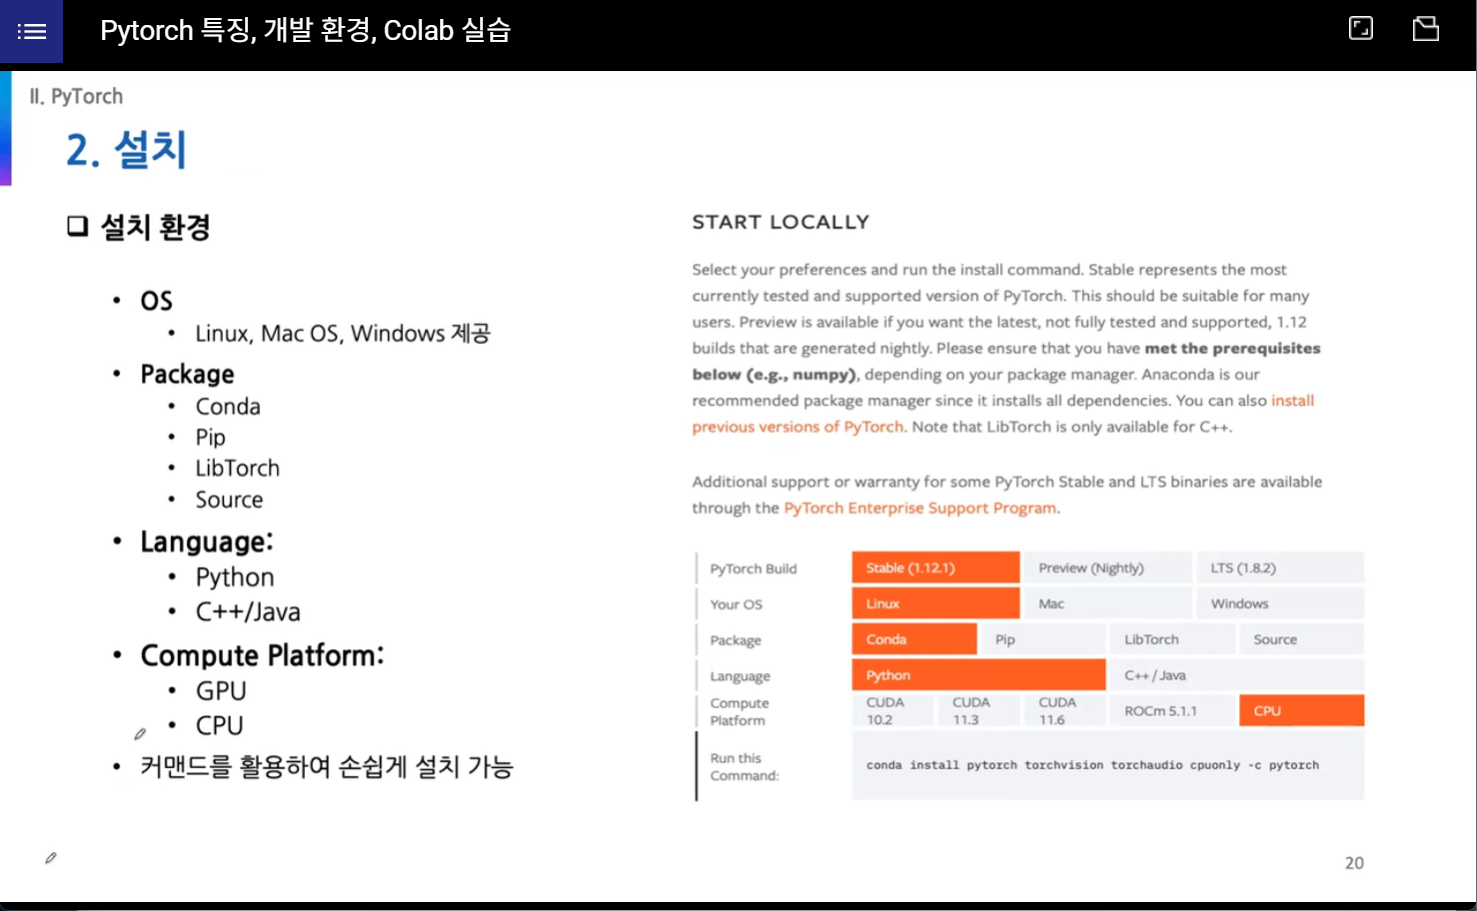 Pytorch 특징, 개발 환경, Colab 실습
II. PyTorch
2. 설치
❑ 설치 환경
• OS
• Linux, Mac OS, Windows 제공
• Package
• Conda
• Pip
• LibTorch
• Source
• Language:
• Python
• C++/Java
• Compute Platform:
• GPU
• CPU
• 커맨드를 활용하여 손쉽게 설치 가능
START LOCALLY
Select your preferences and run the install command. Stable represents the most
currently tested and supported version of PyTorch. This should be suitable for many
users. Preview is available if you want the latest, not fully tested and supported, 1.12
builds that are generated nightly. Please ensure that you have met the prerequisites
below (e.g., numpy), depending on your package manager. Anaconda is our
recommended package manager since it installs all dependencies. You can also install
previous versions of PyTorch. Note that LibTorch is only available for C++.
Additional support or warranty for some PyTorch Stable and LTS binaries are available
through the PyTorch Enterprise Support Program.
PyTorch Build Stable (1.12.1) Preview (Nightly) LTS (1.8.2)
Your OS Linux Mac Windows
Package Conda Pip LibTorch Source
Language Python C++ / Java
Compute Platform CUDA 10.2 CUDA 11.3 CUDA 11.6 ROCm 5.1.1 CPU
Run this Command: conda install pytorch torchvision torchaudio cpuonly -c pytorch
20